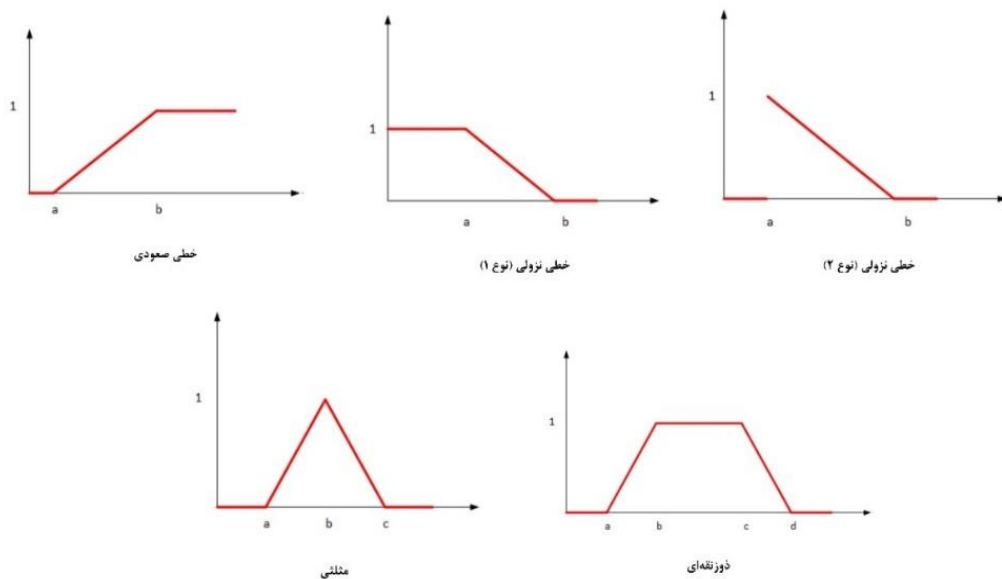 1
a b
خطی صعودی
1
a b
خطی نزولی (نوع ۱)
1
a b
خطی نزولی (نوع ۲)
1
a b c
مثلثی
1
a b c d
ذوزنقه‌ای